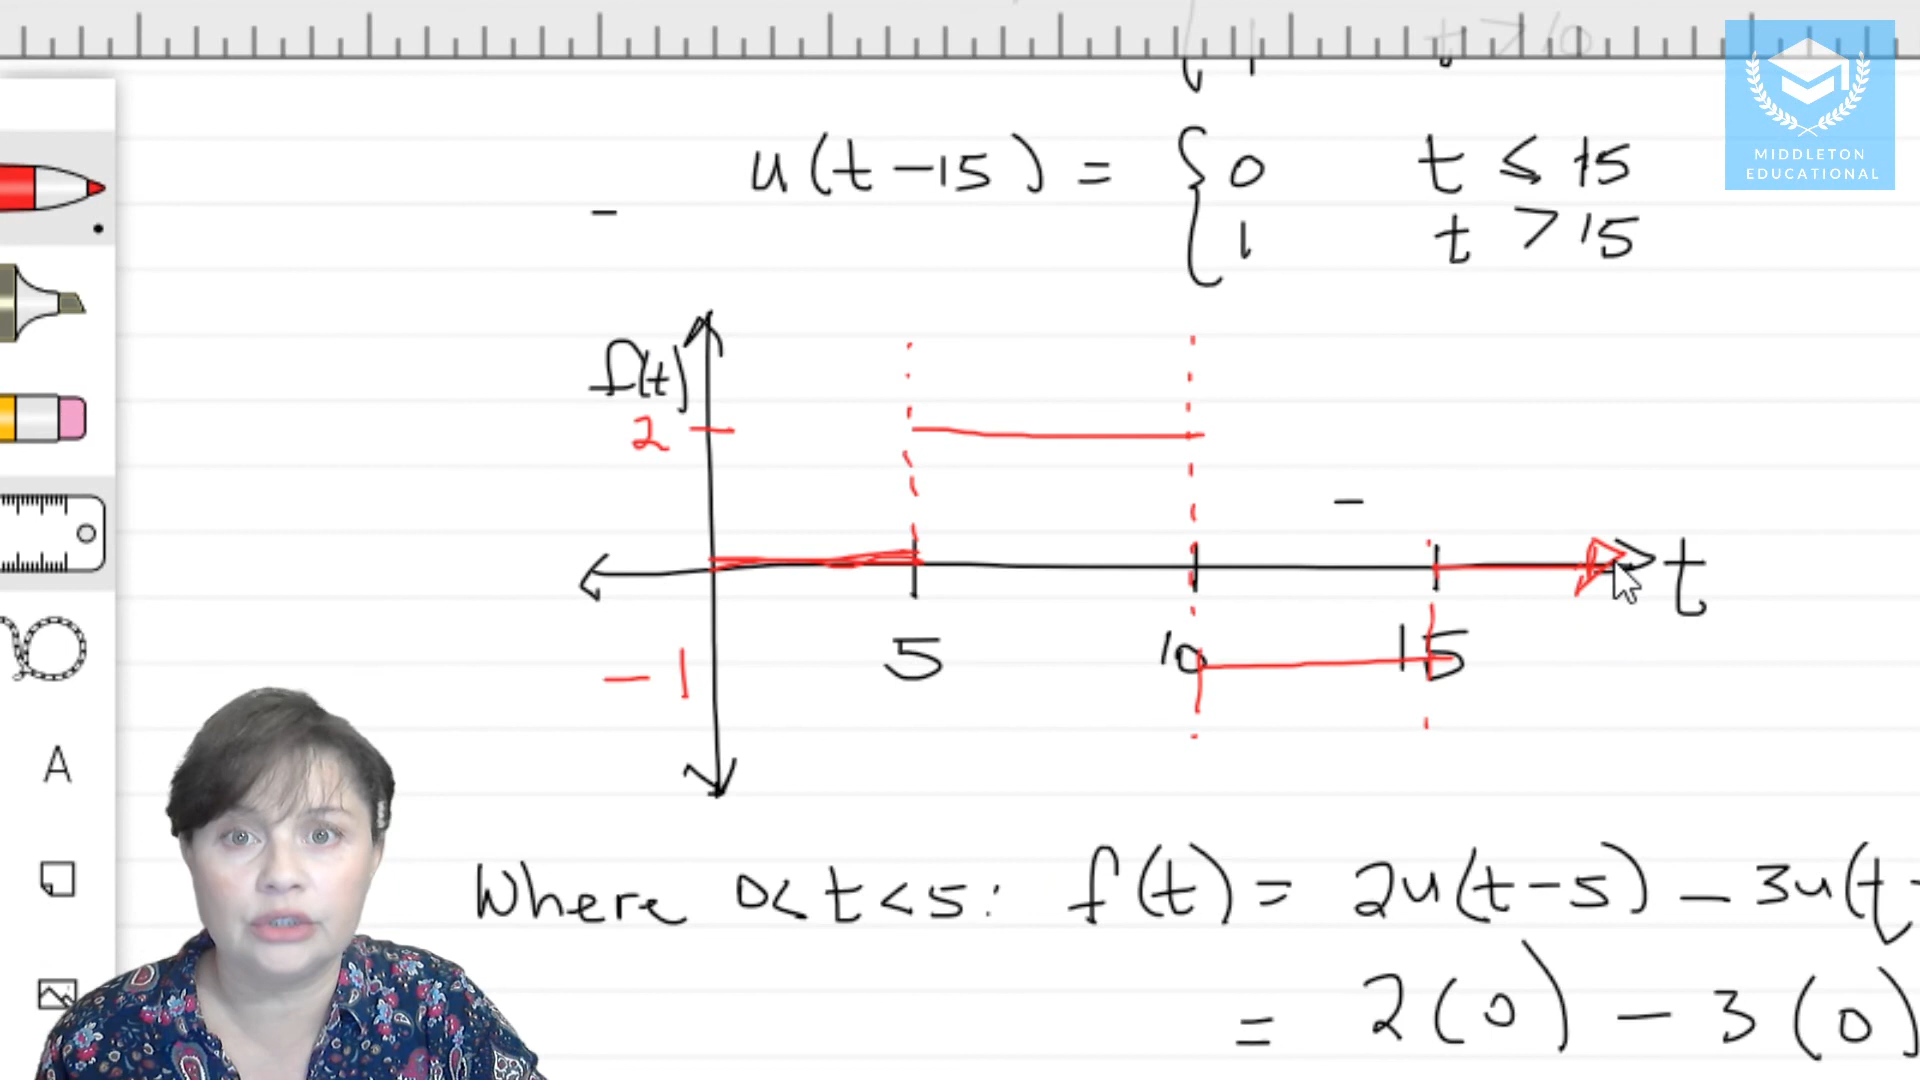 t > 10
MIDDLETON
EDUCATIONAL
u(t-15) = { 0 t ≤ 15
1 t > 15
f(t)
2
t
5 10 15
-1
A
Where 0 < t < 5: f(t) = 2u(t-5) - 3u(t-
= 2(0) - 3(0)